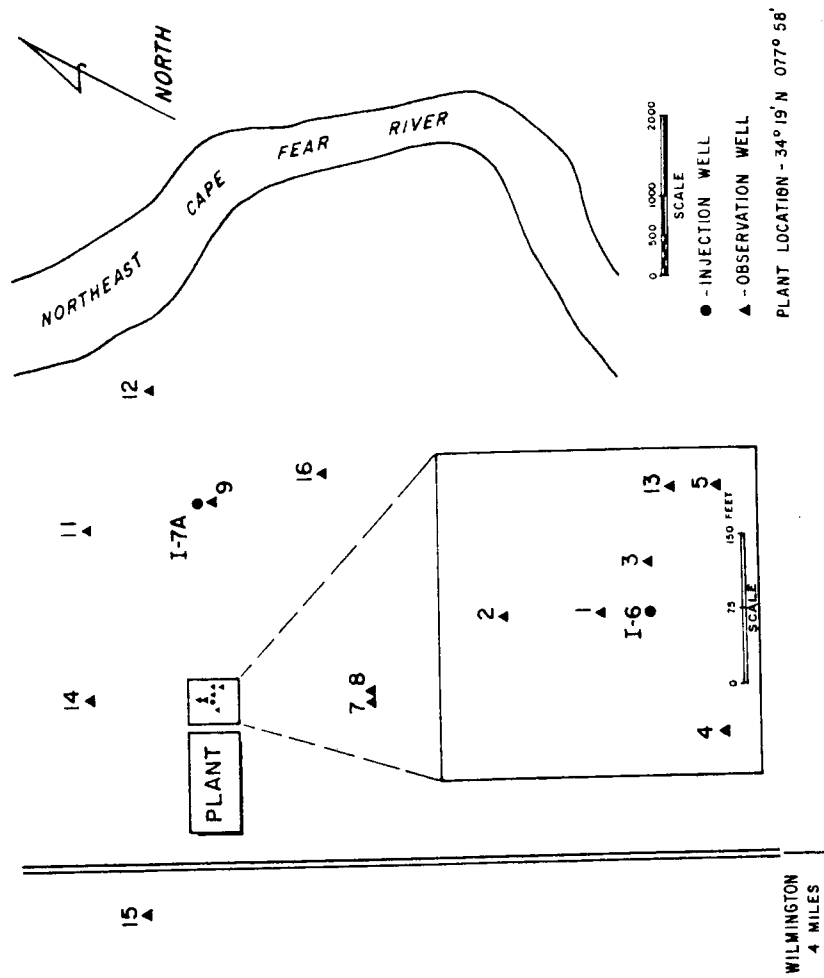 NORTH
NORTHEAST CAPE FEAR RIVER
12
11
I-7A
9
16
14
PLANT
7 8
15
2
1
I-6
3
13
5
4
0 75 150 FEET
SCALE
0 500 1000 2000
SCALE
● -INJECTION WELL
▲ -OBSERVATION WELL
PLANT LOCATION - 34° 19' N 077° 58'
WILMINGTON
4 MILES